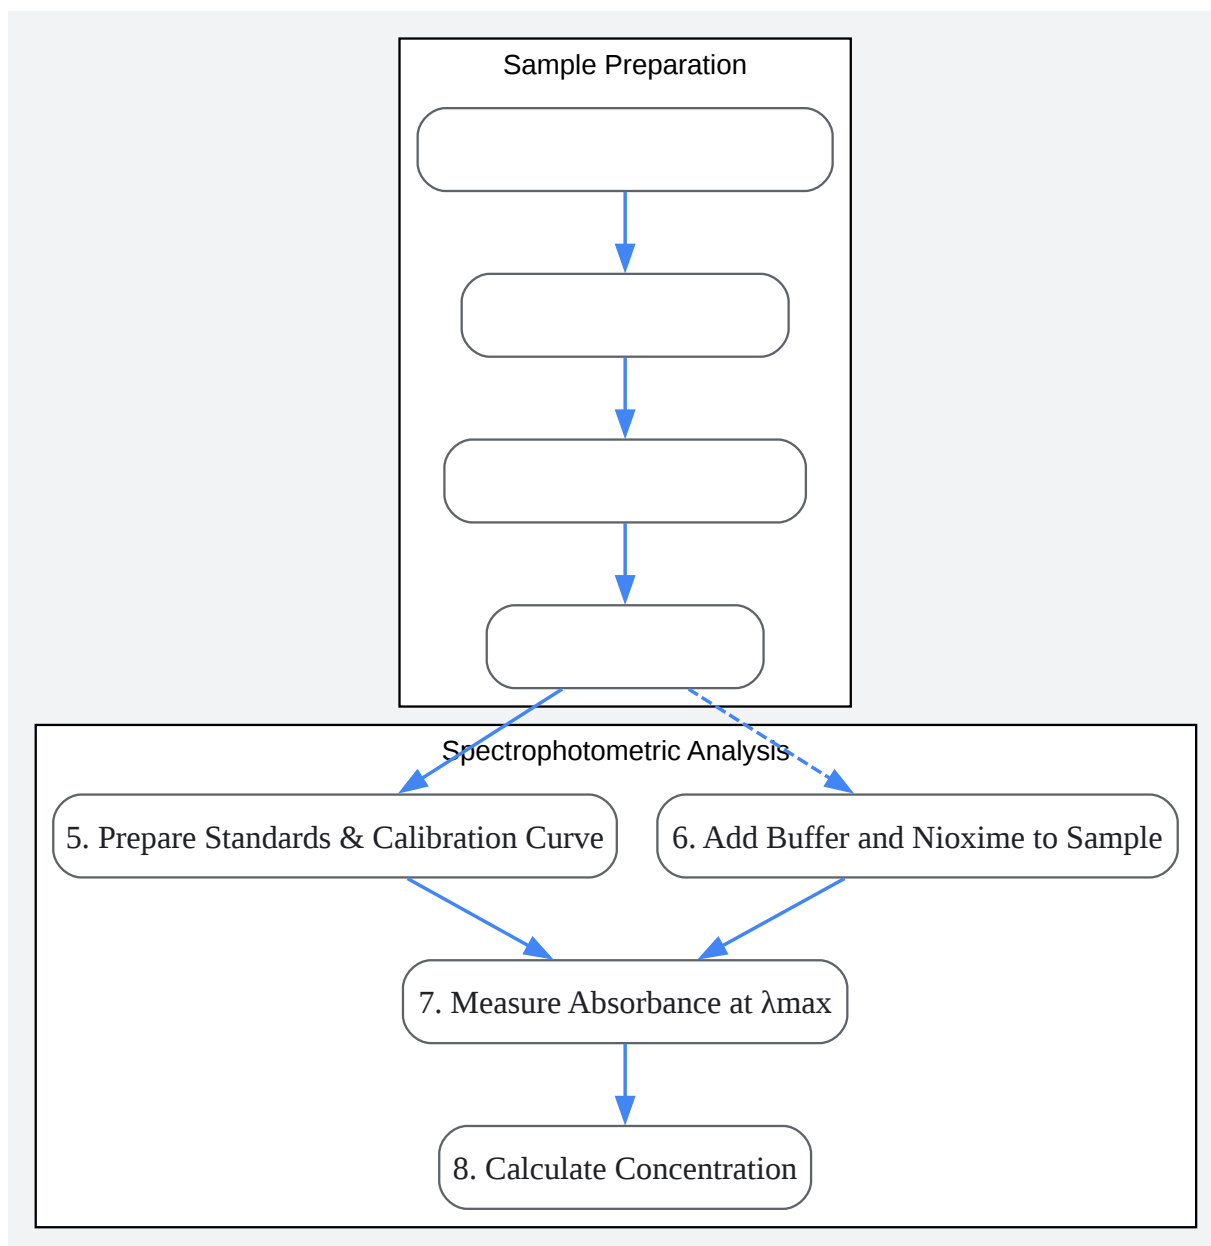 Sample Preparation
Spectrophotometric Analysis
5. Prepare Standards & Calibration Curve
6. Add Buffer and Nioxime to Sample
7. Measure Absorbance at λmax
8. Calculate Concentration